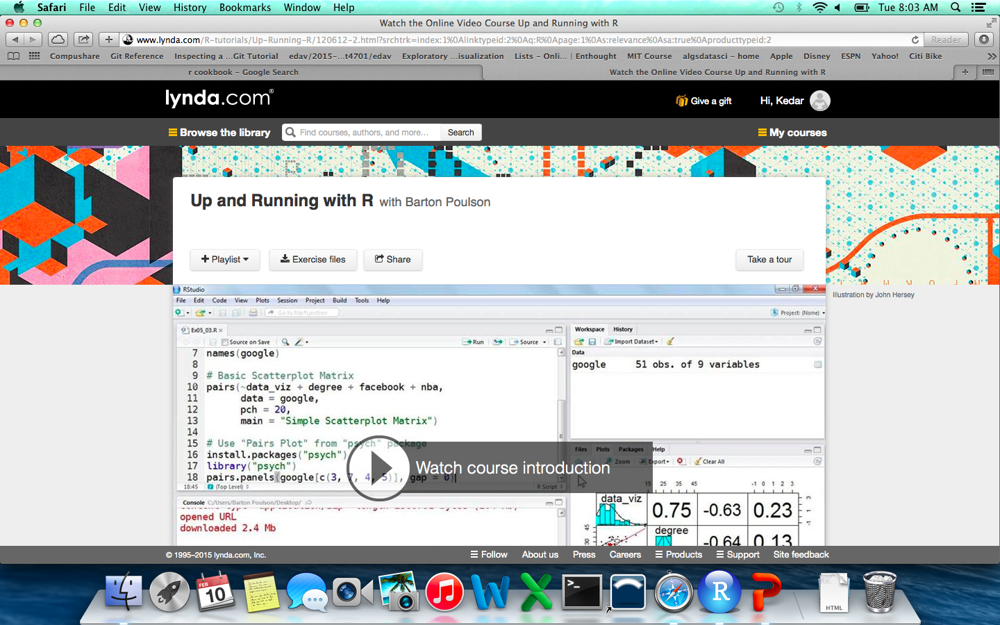 Safari File Edit View History Bookmarks Window Help Tue 8:03 AM
Watch the Online Video Course Up and Running with R
www.lynda.com/R-tutorials/Up-Running-R/120612-2.html?srchtrk=index:1%0Alinktypeid:2%0Aq:R%0Apage:1%0As:relevance%0Asa:true%0Aproducttypeid:2 Reader
Compushare Git Reference Inspecting a ...Git Tutorial edav/2015-...t4701/edav Exploratory ...isualization Lists - Onli... | Enthought MIT Course algsdatasci - home Apple Disney ESPN Yahoo! Citi Bike
r cookbook - Google Search Watch the Online Video Course Up and Running with R
lynda.com® Give a gift Hi, Kedar
Browse the library Find courses, authors, and more... Search My courses
Up and Running with R with Barton Poulson
+ Playlist Exercise files Share Take a tour
RStudio
Illustration by John Hersey
File Edit Code View Plots Session Project Build Tools Help
Go to file/function Project: (None)
Ex05_03.R Workspace History
Source on Save Run Source Import Dataset
7 names(google) Data
8 google 51 obs. of 9 variables
9 # Basic Scatterplot Matrix
10 pairs(~data_viz + degree + facebook + nba,
11 data = google,
12 pch = 20,
13 main = "Simple Scatterplot Matrix")
14
15 # Use "Pairs Plot" from "psych" package Files Plots Packages Help
16 install.packages("psych") Zoom Export Clear All
17 library("psych")
Watch course introduction
18 pairs.panels(google[c(3, 7, 4, 5)], gap = 0)
18:45 (Top Level) R Script
15 25 35 45 -1 0 1 2 3
Console C:/Users/Barton Poulson/Desktop/
data_viz 0.75 -0.63 0.23
opened URL
downloaded 2.4 Mb
degree -0.64 0.13
© 1995–2015 lynda.com, Inc. Follow About us Press Careers Products Support Site feedback
FEB
10
W X >_ R P HTML